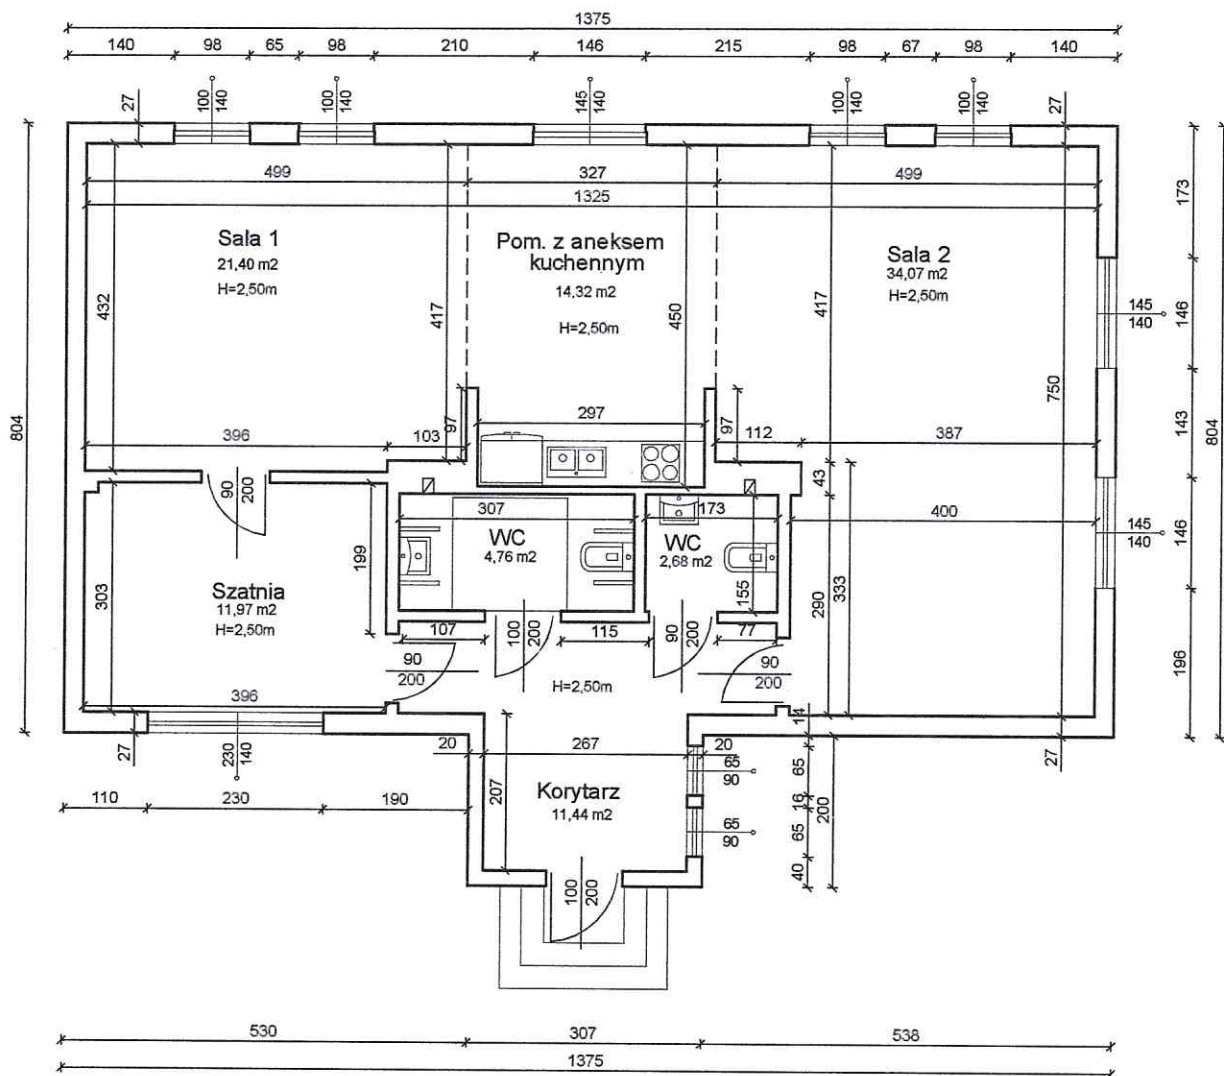 1375
140 98 65 98 210 146 215 98 67 98 140
27 100 140 100 140 145 140 100 140 100 140 27
499 327 499
1325
Sala 1
21,40 m2
H=2,50m
Pom. z aneksem
kuchennym
14,32 m2
H=2,50m
Sala 2
34,07 m2
H=2,50m
432 417 450 417 750
145
140
173 146 143 146 196
804
804
97 297 97
396 103 112 387
43
90
200
307 173
400
145
140
WC
4,76 m2
WC
2,68 m2
199 155 290 333
303
Szatnia
11,97 m2
H=2,50m
107 100 200 115 90 200 77
90
200
90
200
H=2,50m
396
14
27 230 140
20 267 20
27
65
90
207
65 16 65 40 200
Korytarz
11,44 m2
65
90
110 230 190
100
200
530 307 538
1375